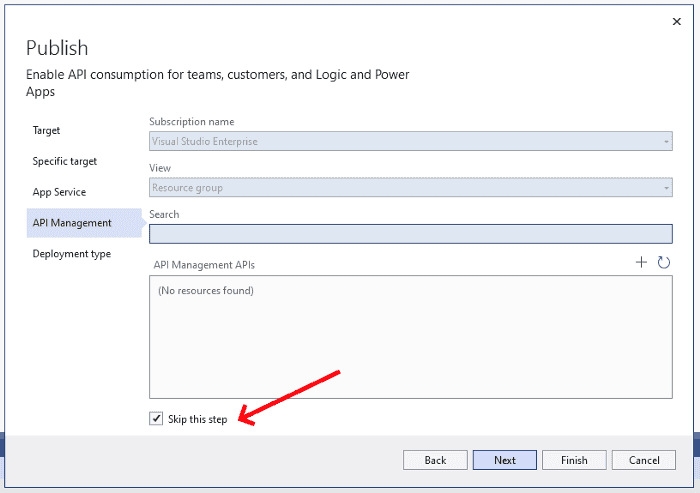 Publish
Enable API consumption for teams, customers, and Logic and Power
Apps
Target
Specific target
App Service
API Management
Deployment type
Subscription name
Visual Studio Enterprise
View
Resource group
Search
API Management APIs
(No resources found)
Skip this step
Back
Next
Finish
Cancel